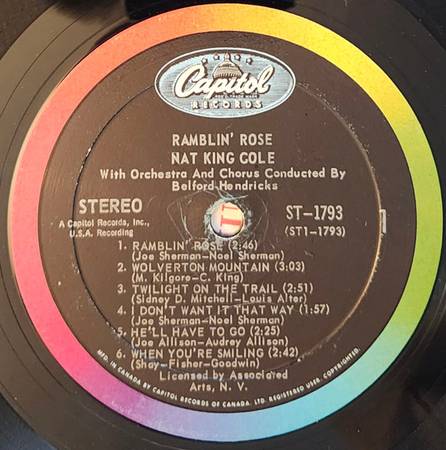 Capitol
RECORDS
RAMBLIN' ROSE
NAT KING COLE
With Orchestra And Chorus Conducted By
Belford Hendricks
STEREO
A Capitol Records, Inc.,
U.S.A. Recording
ST-1793
(ST1-1793)
1. RAMBLIN' ROSE (2:46)
(Joe Sherman-Noel Sherman)
2. WOLVERTON MOUNTAIN (3:03)
(M. Kilgore-C. King)
3. TWILIGHT ON THE TRAIL (2:51)
(Sidney D. Mitchell-Louis Alter)
4. I DON'T WANT IT THAT WAY (1:57)
(Joe Sherman-Noel Sherman)
5. HE'LL HAVE TO GO (2:25)
(Joe Allison-Audrey Allison)
6. WHEN YOU'RE SMILING (2:42)
(Shay-Fisher-Goodwin)
Licensed by Associated
Arts, N. V.
MFD. IN CANADA BY CAPITOL RECORDS OF CANADA, LTD. REGISTERED USER. COPYRIGHTED.